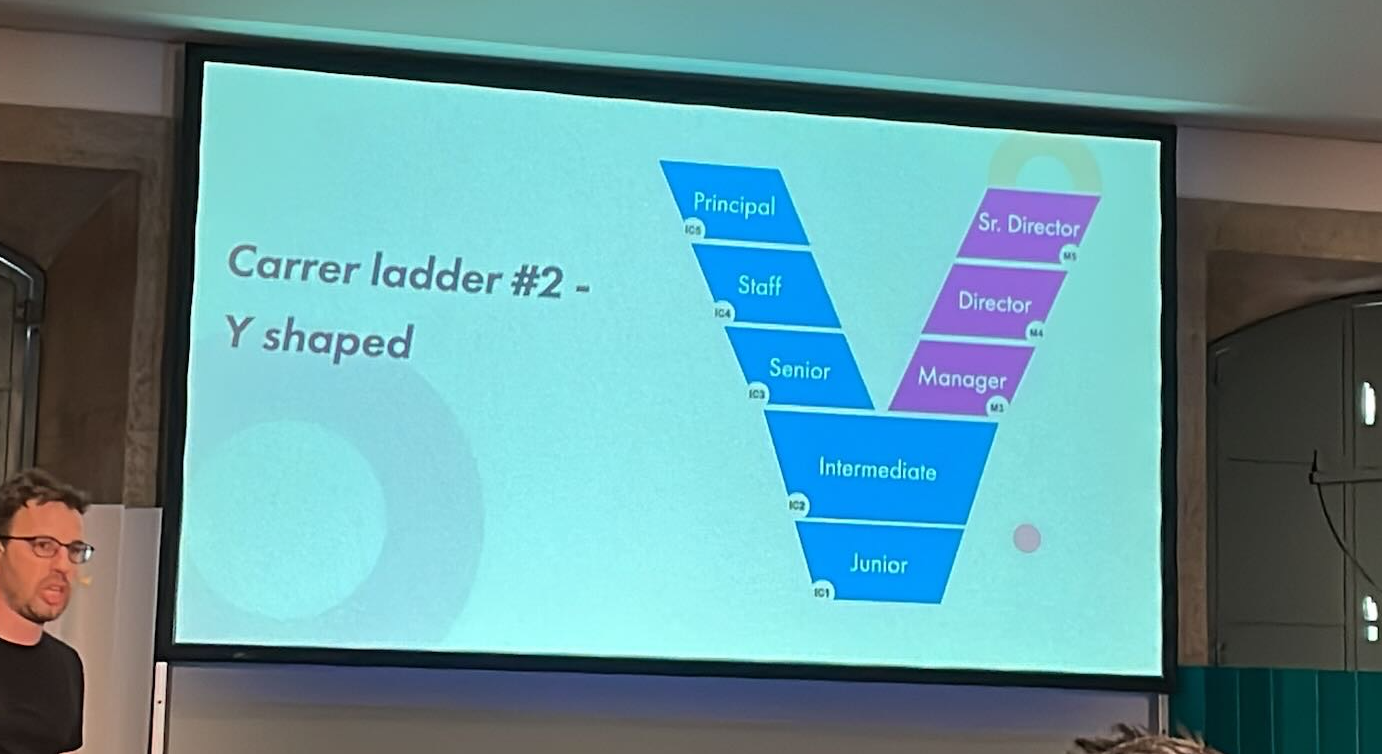 Carrer ladder #2 -
Y shaped
Principal
IC5
Staff
IC4
Senior
IC3
Sr. Director
M5
Director
M4
Manager
M3
Intermediate
IC2
Junior
IC1